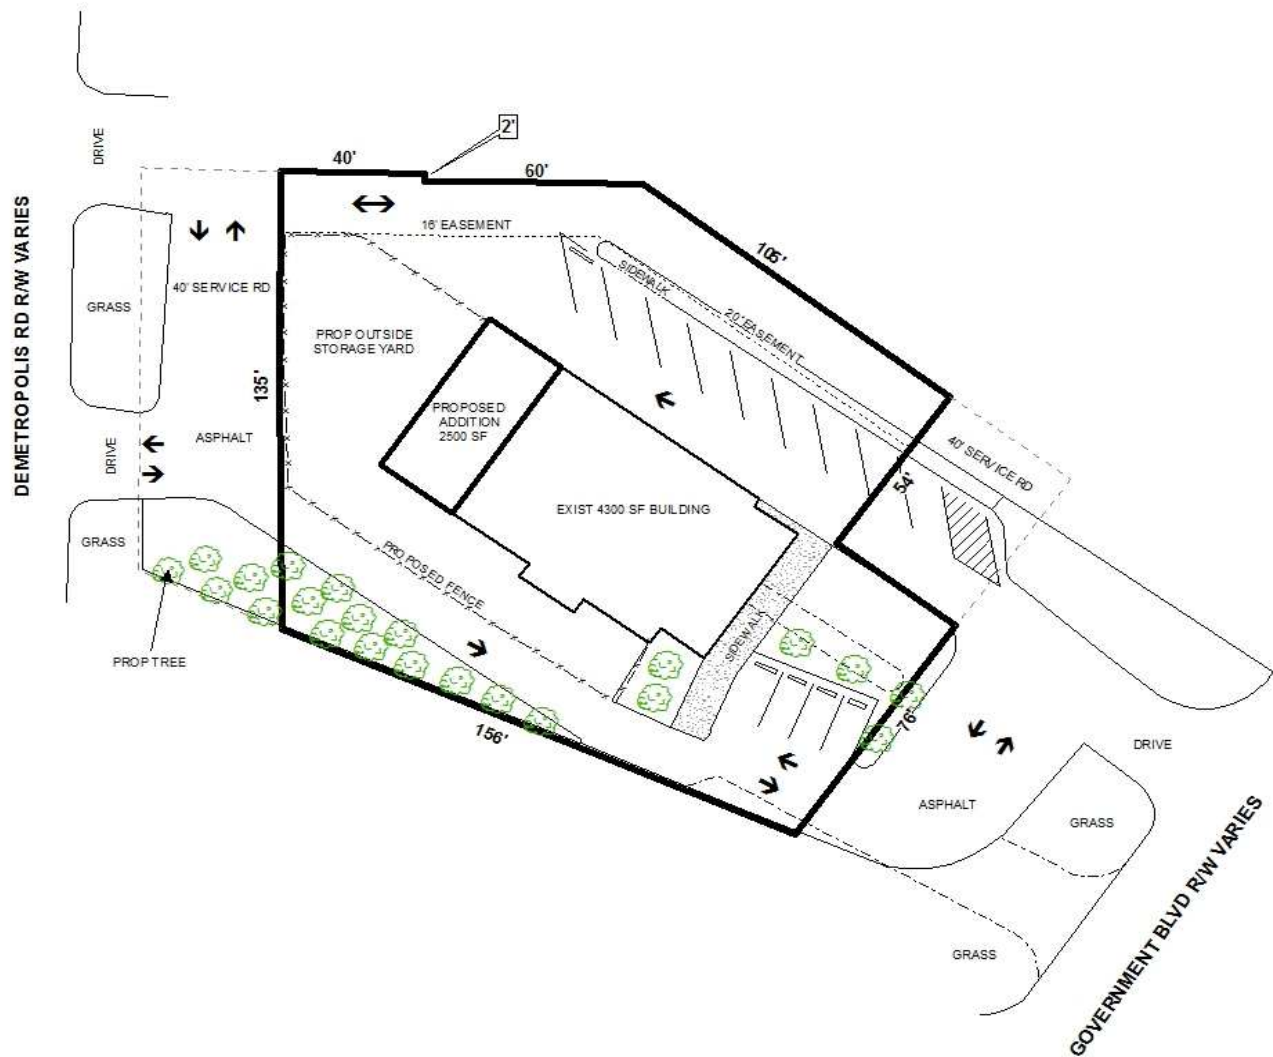 2'
40'
60'
DRIVE
105'
16' EASEMENT
DEMETROPOLIS RD R/W VARIES
SIDEWALK
40' SERVICE RD
GRASS
20' EASEMENT
PROP OUTSIDE
STORAGE YARD
135'
PROPOSED
ADDITION
2500 SF
ASPHALT
DRIVE
40' SERVICE RD
54'
EXIST 4300 SF BUILDING
GRASS
PROPOSED FENCE
SIDEWALK
PROP TREE
76'
156'
DRIVE
ASPHALT
GRASS
GRASS
GOVERNMENT BLVD R/W VARIES